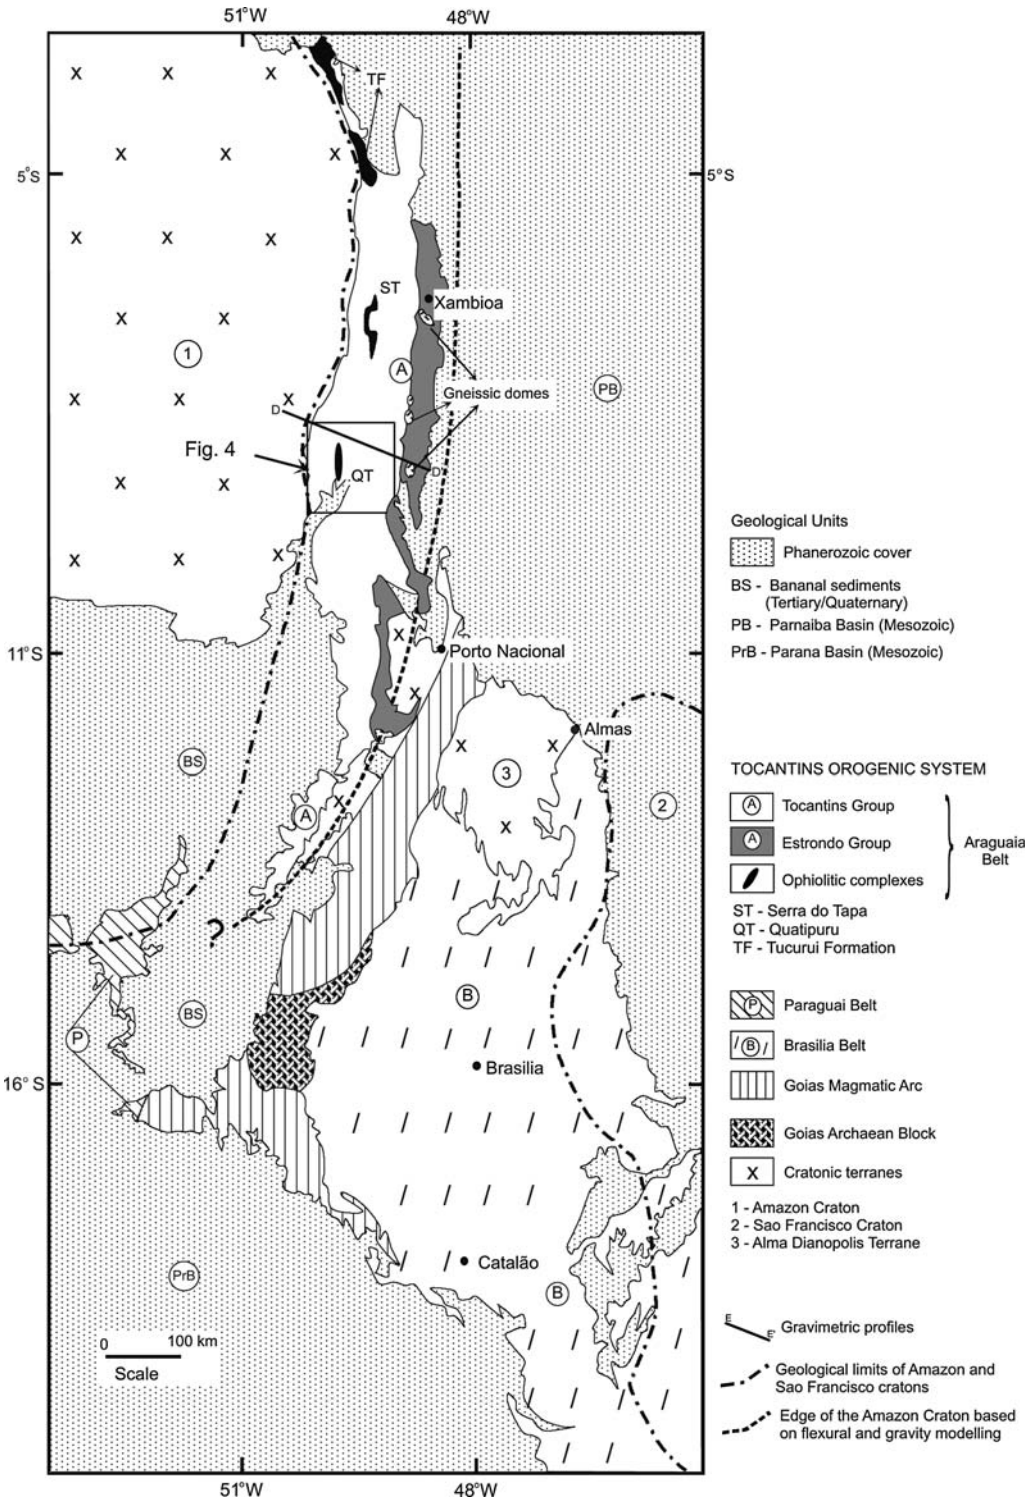 51°W
48°W
TF
5°S
5°S
ST
Xambioa
1
A
PB
Gneissic domes
D
Fig. 4
D'
QT
11°S
Porto Nacional
Almas
BS
3
2
A
?
B
BS
P
Brasilia
16°S
Catalão
PrB
B
0
100 km
Scale
51°W
48°W
Geological Units
Phanerozoic cover
BS - Bananal sediments
(Tertiary/Quaternary)
PB - Parnaiba Basin (Mesozoic)
PrB - Parana Basin (Mesozoic)
TOCANTINS OROGENIC SYSTEM
A Tocantins Group
A Estrondo Group
Araguaia
Belt
Ophiolitic complexes
ST - Serra do Tapa
QT - Quatipuru
TF - Tucurui Formation
P Paraguai Belt
B Brasilia Belt
Goias Magmatic Arc
Goias Archaean Block
x Cratonic terranes
1 - Amazon Craton
2 - Sao Francisco Craton
3 - Alma Dianopolis Terrane
E E' Gravimetric profiles
Geological limits of Amazon and
Sao Francisco cratons
Edge of the Amazon Craton based
on flexural and gravity modelling